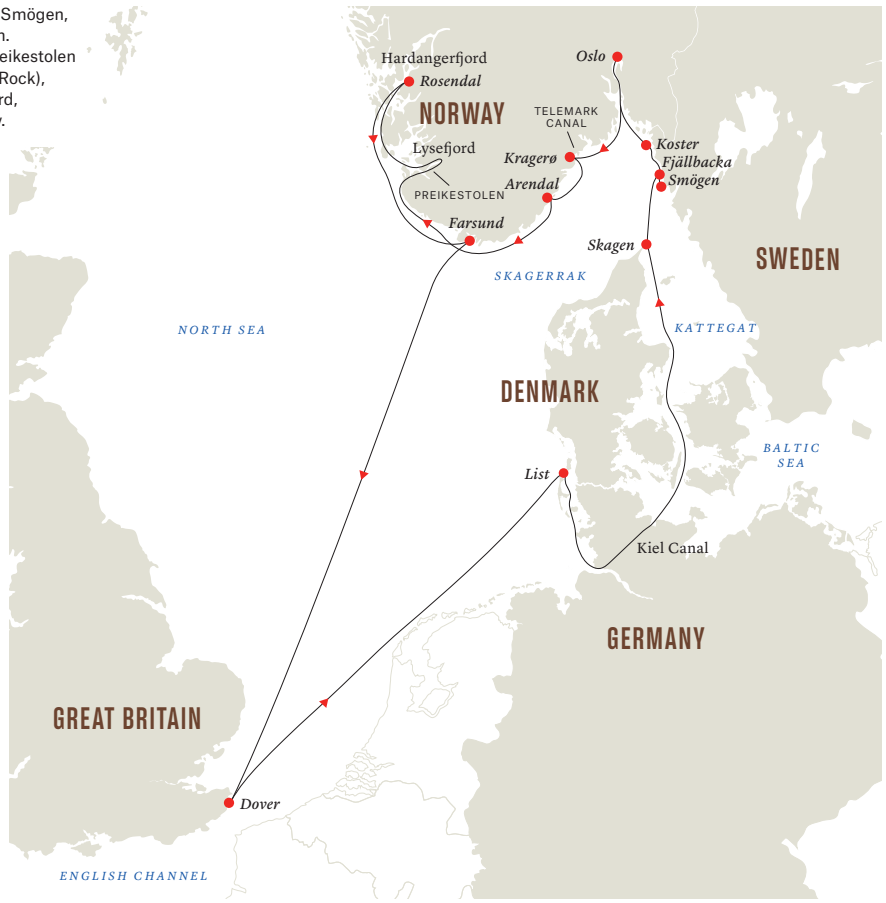 Smögen,
n.
eikestolen
Rock),
rd,
y.
Hardangerfjord
Rosendal
NORWAY
Oslo
TELEMARK
CANAL
Lysefjord
Kragerø
Koster
Fjällbacka
Smögen
PREIKESTOLEN
Arendal
Farsund
Skagen
SKAGERRAK
SWEDEN
NORTH SEA
KATTEGAT
DENMARK
BALTIC
SEA
List
Kiel Canal
GERMANY
GREAT BRITAIN
Dover
ENGLISH CHANNEL